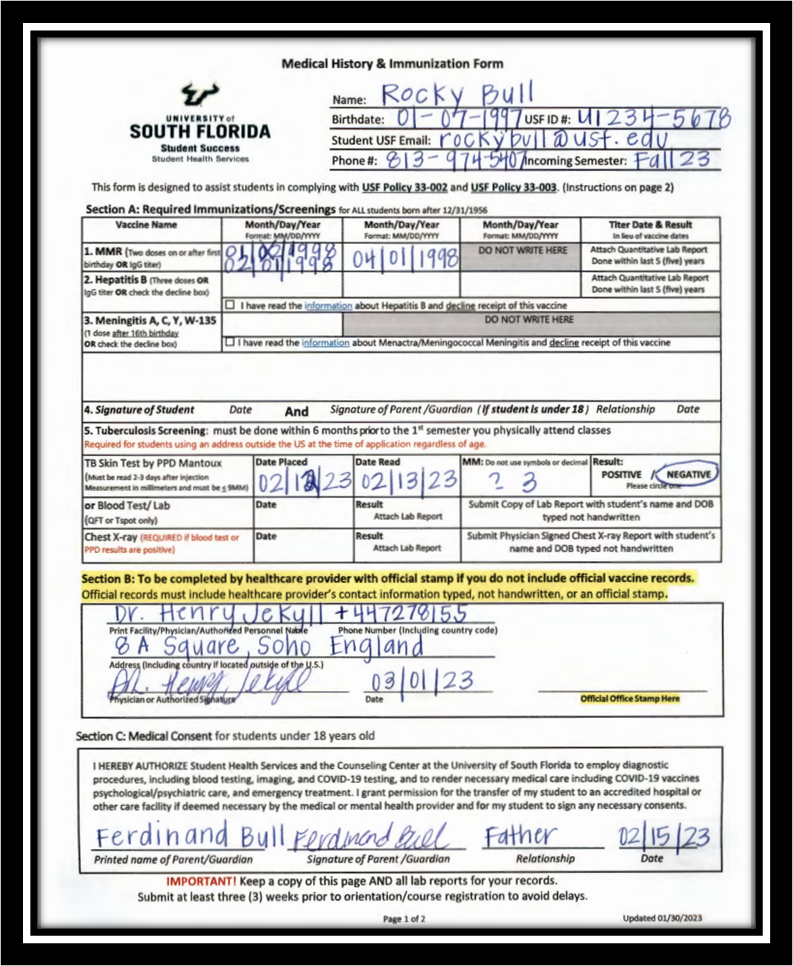 Medical History & Immunization Form
UNIVERSITY of
SOUTH FLORIDA
Student Success
Student Health Services
Name: Rocky Bull
Birthdate: 01-07-1997 USF ID #: U1234-5678
Student USF Email: rockybull@usf.edu
Phone #: 813-974-5407 Incoming Semester: Fall 23
This form is designed to assist students in complying with USF Policy 33-002 and USF Policy 33-003. (Instructions on page 2)
Section A: Required Immunizations/Screenings for ALL students born after 12/31/1956
Vaccine Name Month/Day/Year Month/Day/Year Month/Day/Year Titer Date & Result
Format: MM/DD/YYYY Format: MM/DD/YYYY Format: MM/DD/YYYY In lieu of vaccine dates
1. MMR (Two doses on or after first birthday OR IgG titer) 02/01/1998 04/01/1998 DO NOT WRITE HERE Attach Quantitative Lab Report
Done within last 5 (five) years
2. Hepatitis B (Three doses OR IgG titer OR check the decline box) Attach Quantitative Lab Report
Done within last 5 (five) years
I have read the information about Hepatitis B and decline receipt of this vaccine
3. Meningitis A, C, Y, W-135 DO NOT WRITE HERE
(1 dose after 16th birthday
OR check the decline box) I have read the information about Menactra/Meningococcal Meningitis and decline receipt of this vaccine
4. Signature of Student Date And Signature of Parent /Guardian (If student is under 18) Relationship Date
5. Tuberculosis Screening: must be done within 6 months prior to the 1st semester you physically attend classes
Required for students using an address outside the US at the time of application regardless of age.
TB Skin Test by PPD Mantoux Date Placed Date Read MM: Do not use symbols or decimal Result:
(Must be read 2-3 days after injection
Measurement in millimeters and must be ≤ 9MM) 02/ /23 02/13/23 ? 3 POSITIVE / NEGATIVE
Please circle one
or Blood Test/ Lab Date Result Submit Copy of Lab Report with student's name and DOB
(QFT or Tspot only) Attach Lab Report typed not handwritten
Chest X-ray (REQUIRED if blood test or Date Result Submit Physician Signed Chest X-ray Report with student's
PPD results are positive) Attach Lab Report name and DOB typed not handwritten
Section B: To be completed by healthcare provider with official stamp if you do not include official vaccine records.
Official records must include healthcare provider's contact information typed, not handwritten, or an official stamp.
Dr. Henry Jekyll +447278155
Print Facility/Physician/Authorized Personnel Name Phone Number (Including country code)
8 A Square, Soho England
Address (Including country if located outside of the U.S.)
Dr. Henry Jekyll 03/01/23
Physician or Authorized Signature Date Official Office Stamp Here
Section C: Medical Consent for students under 18 years old
I HEREBY AUTHORIZE Student Health Services and the Counseling Center at the University of South Florida to employ diagnostic
procedures, including blood testing, imaging, and COVID-19 testing, and to render necessary medical care including COVID-19 vaccines
psychological/psychiatric care, and emergency treatment. I grant permission for the transfer of my student to an accredited hospital or
other care facility if deemed necessary by the medical or mental health provider and for my student to sign any necessary consents.
Ferdinand Bull Ferdinand Bull Father 02/15/23
Printed name of Parent/Guardian Signature of Parent /Guardian Relationship Date
IMPORTANT! Keep a copy of this page AND all lab reports for your records.
Submit at least three (3) weeks prior to orientation/course registration to avoid delays.
Page 1 of 2 Updated 01/30/2023